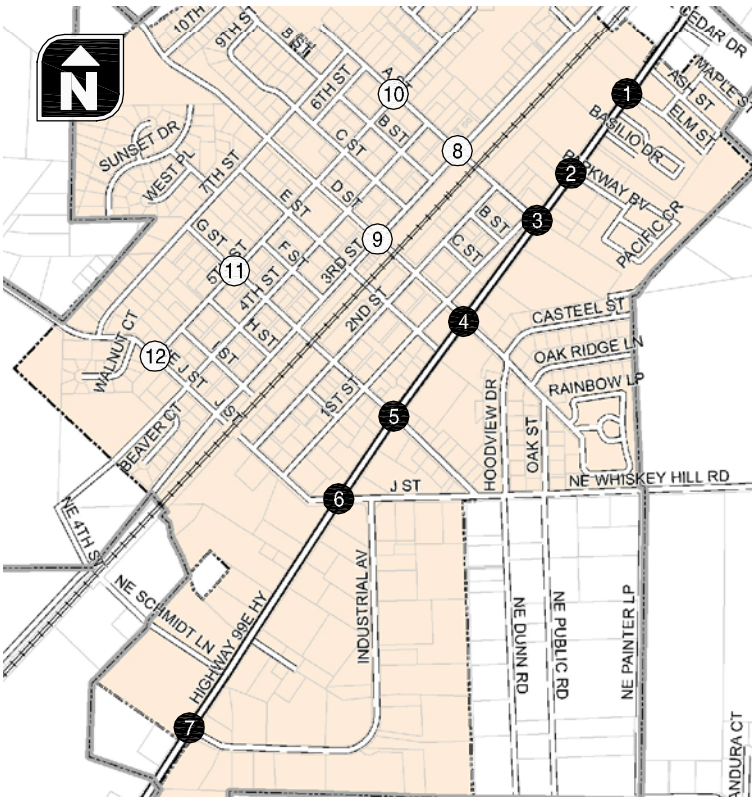 CEDAR DR
10TH
9TH S
B ST
A
MAPLE S
ASH ST
1
6TH ST
10
ELM ST
BASILIO DR
N
B ST
C ST
8
SUNSET DR
WEST PL
7TH ST
2
PARKWAY BV
D ST
E ST
B ST
3
PACIFIC CR
C ST
G ST
F ST
3RD ST
9
5TH ST
11
4TH ST
2ND ST
CASTEEL ST
4
H ST
WALNUT CT
12
I ST
OAK RIDGE LN
E J ST
RAINBOW LP
1ST ST
HOODVIEW DR
5
J ST
OAK ST
BEAVER CT
NE WHISKEY HILL RD
J ST
6
NE 4TH S
INDUSTRIAL AV
NE SCHMIDT LN
HIGHWAY 99E HY
NE DUNN RD
NE PUBLIC RD
NE PAINTER LP
7
ANDURA CT